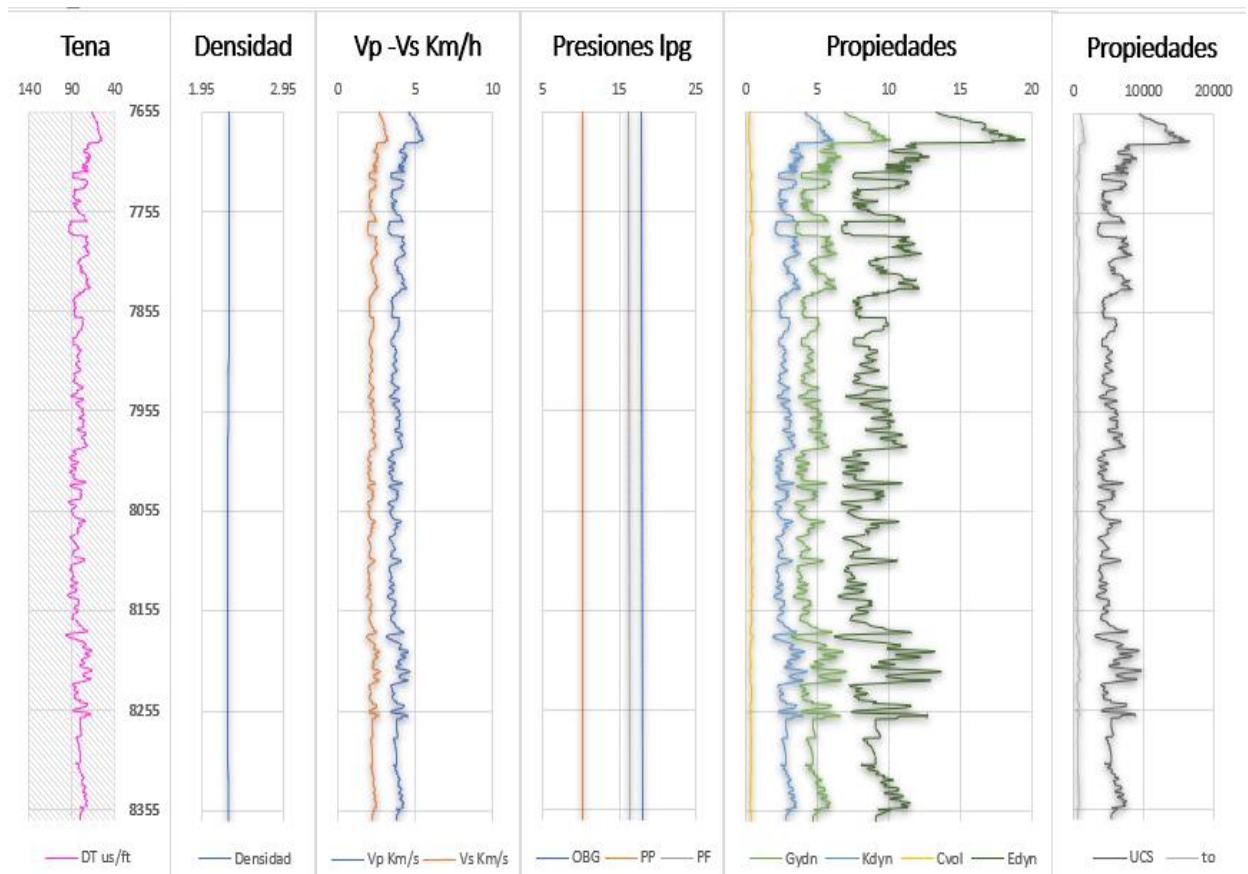 Tena Densidad Vp -Vs Km/h Presiones lpg Propiedades Propiedades
140 90 40 1.95 2.95 0 5 10 5 15 25 0 5 10 15 20 0 10000 20000
7655
7755
7855
7955
8055
8155
8255
8355
DT us/ft Densidad Vp Km/s Vs Km/s OBG PP PF Gydn Kdyn Cvol Edyn UCS to